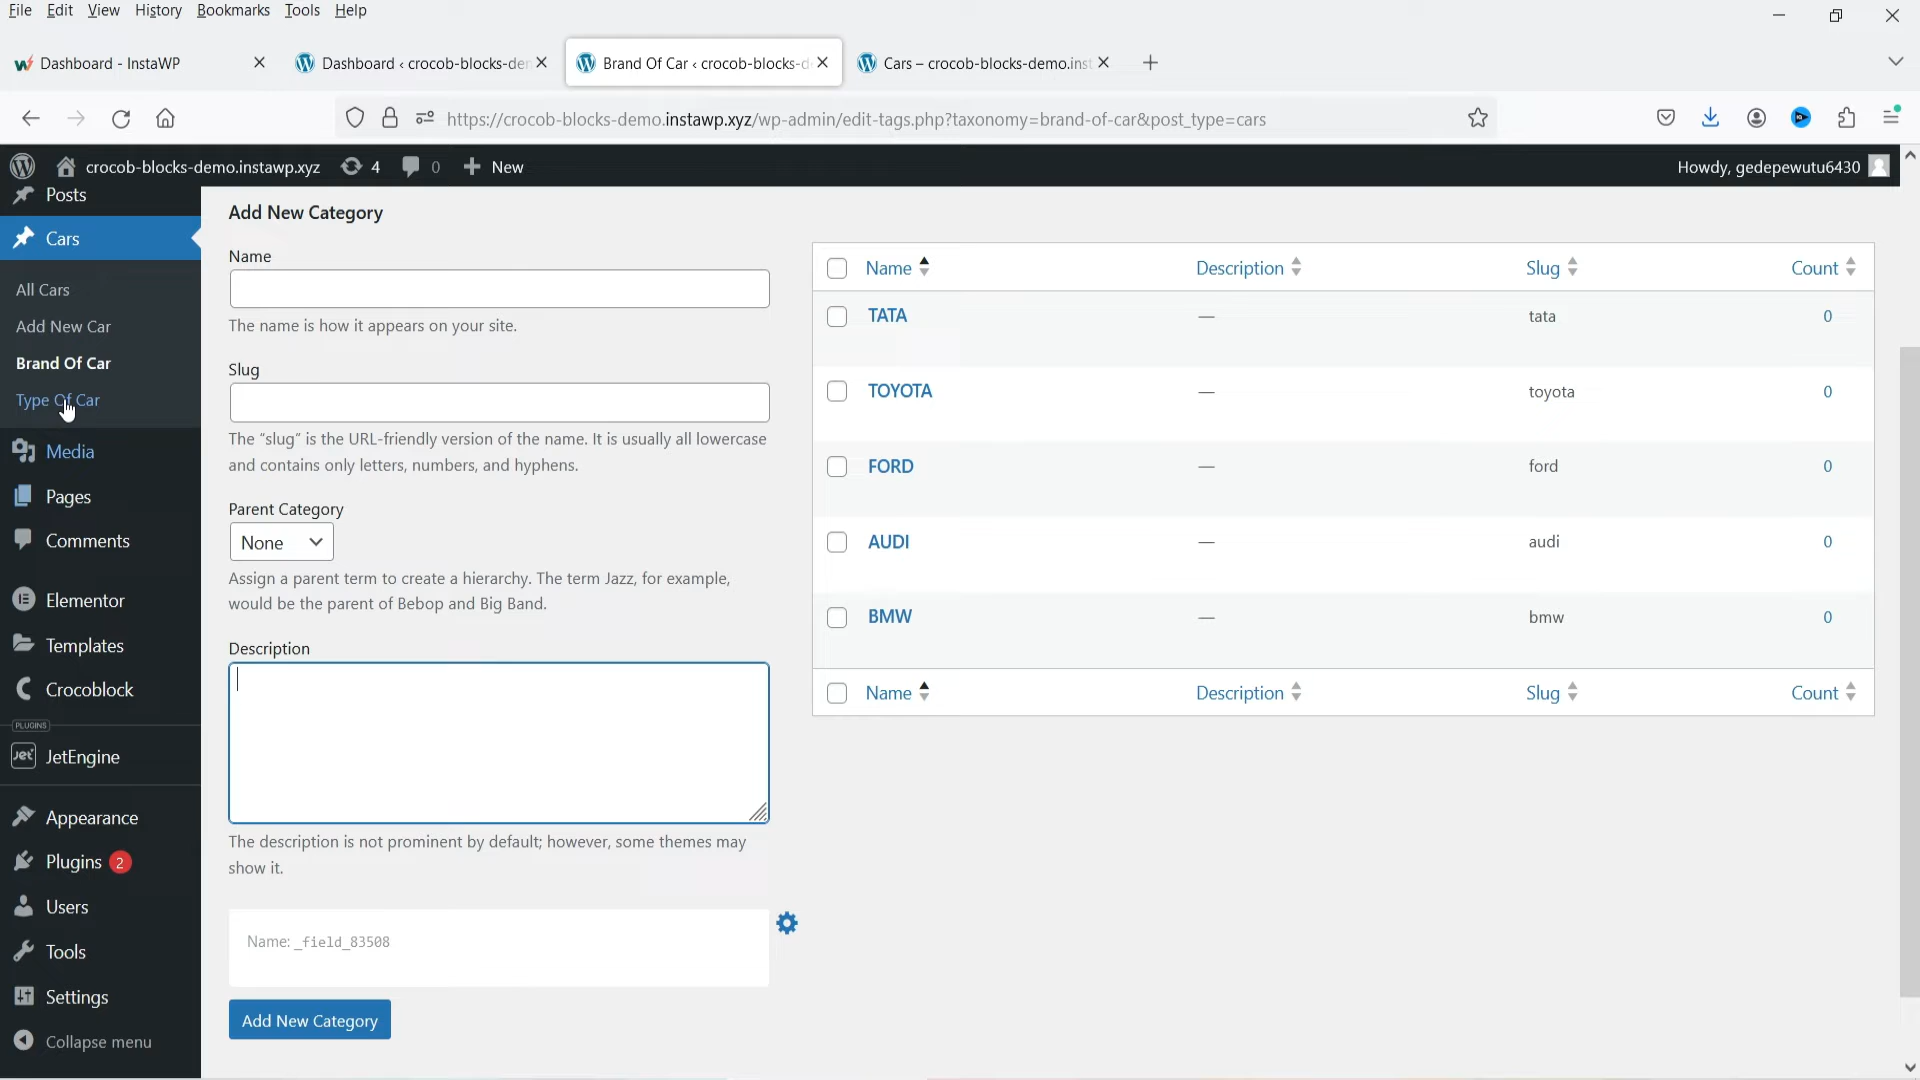 File Edit View History Bookmarks Tools Help
Dashboard - InstaWP
Dashboard ‹ crocob-blocks-de
Brand Of Car ‹ crocob-blocks-d
Cars – crocob-blocks-demo.inst
https://crocob-blocks-demo.instawp.xyz/wp-admin/edit-tags.php?taxonomy=brand-of-car&post_type=cars
crocob-blocks-demo.instawp.xyz 4 0 New
Howdy, gedepewutu6430
Posts
Cars
All Cars
Add New Car
Brand Of Car
Type Of Car
Media
Pages
Comments
Elementor
Templates
Crocoblock
PLUGINS
Jet JetEngine
Appearance
Plugins 2
Users
Tools
Settings
Collapse menu
Add New Category
Name
The name is how it appears on your site.
Slug
The “slug” is the URL-friendly version of the name. It is usually all lowercase
and contains only letters, numbers, and hyphens.
Parent Category
None
Assign a parent term to create a hierarchy. The term Jazz, for example,
would be the parent of Bebop and Big Band.
Description
The description is not prominent by default; however, some themes may
show it.
Name: _field_83508
Add New Category
Name Description Slug Count
TATA — tata 0
TOYOTA — toyota 0
FORD — ford 0
AUDI — audi 0
BMW — bmw 0
Name Description Slug Count